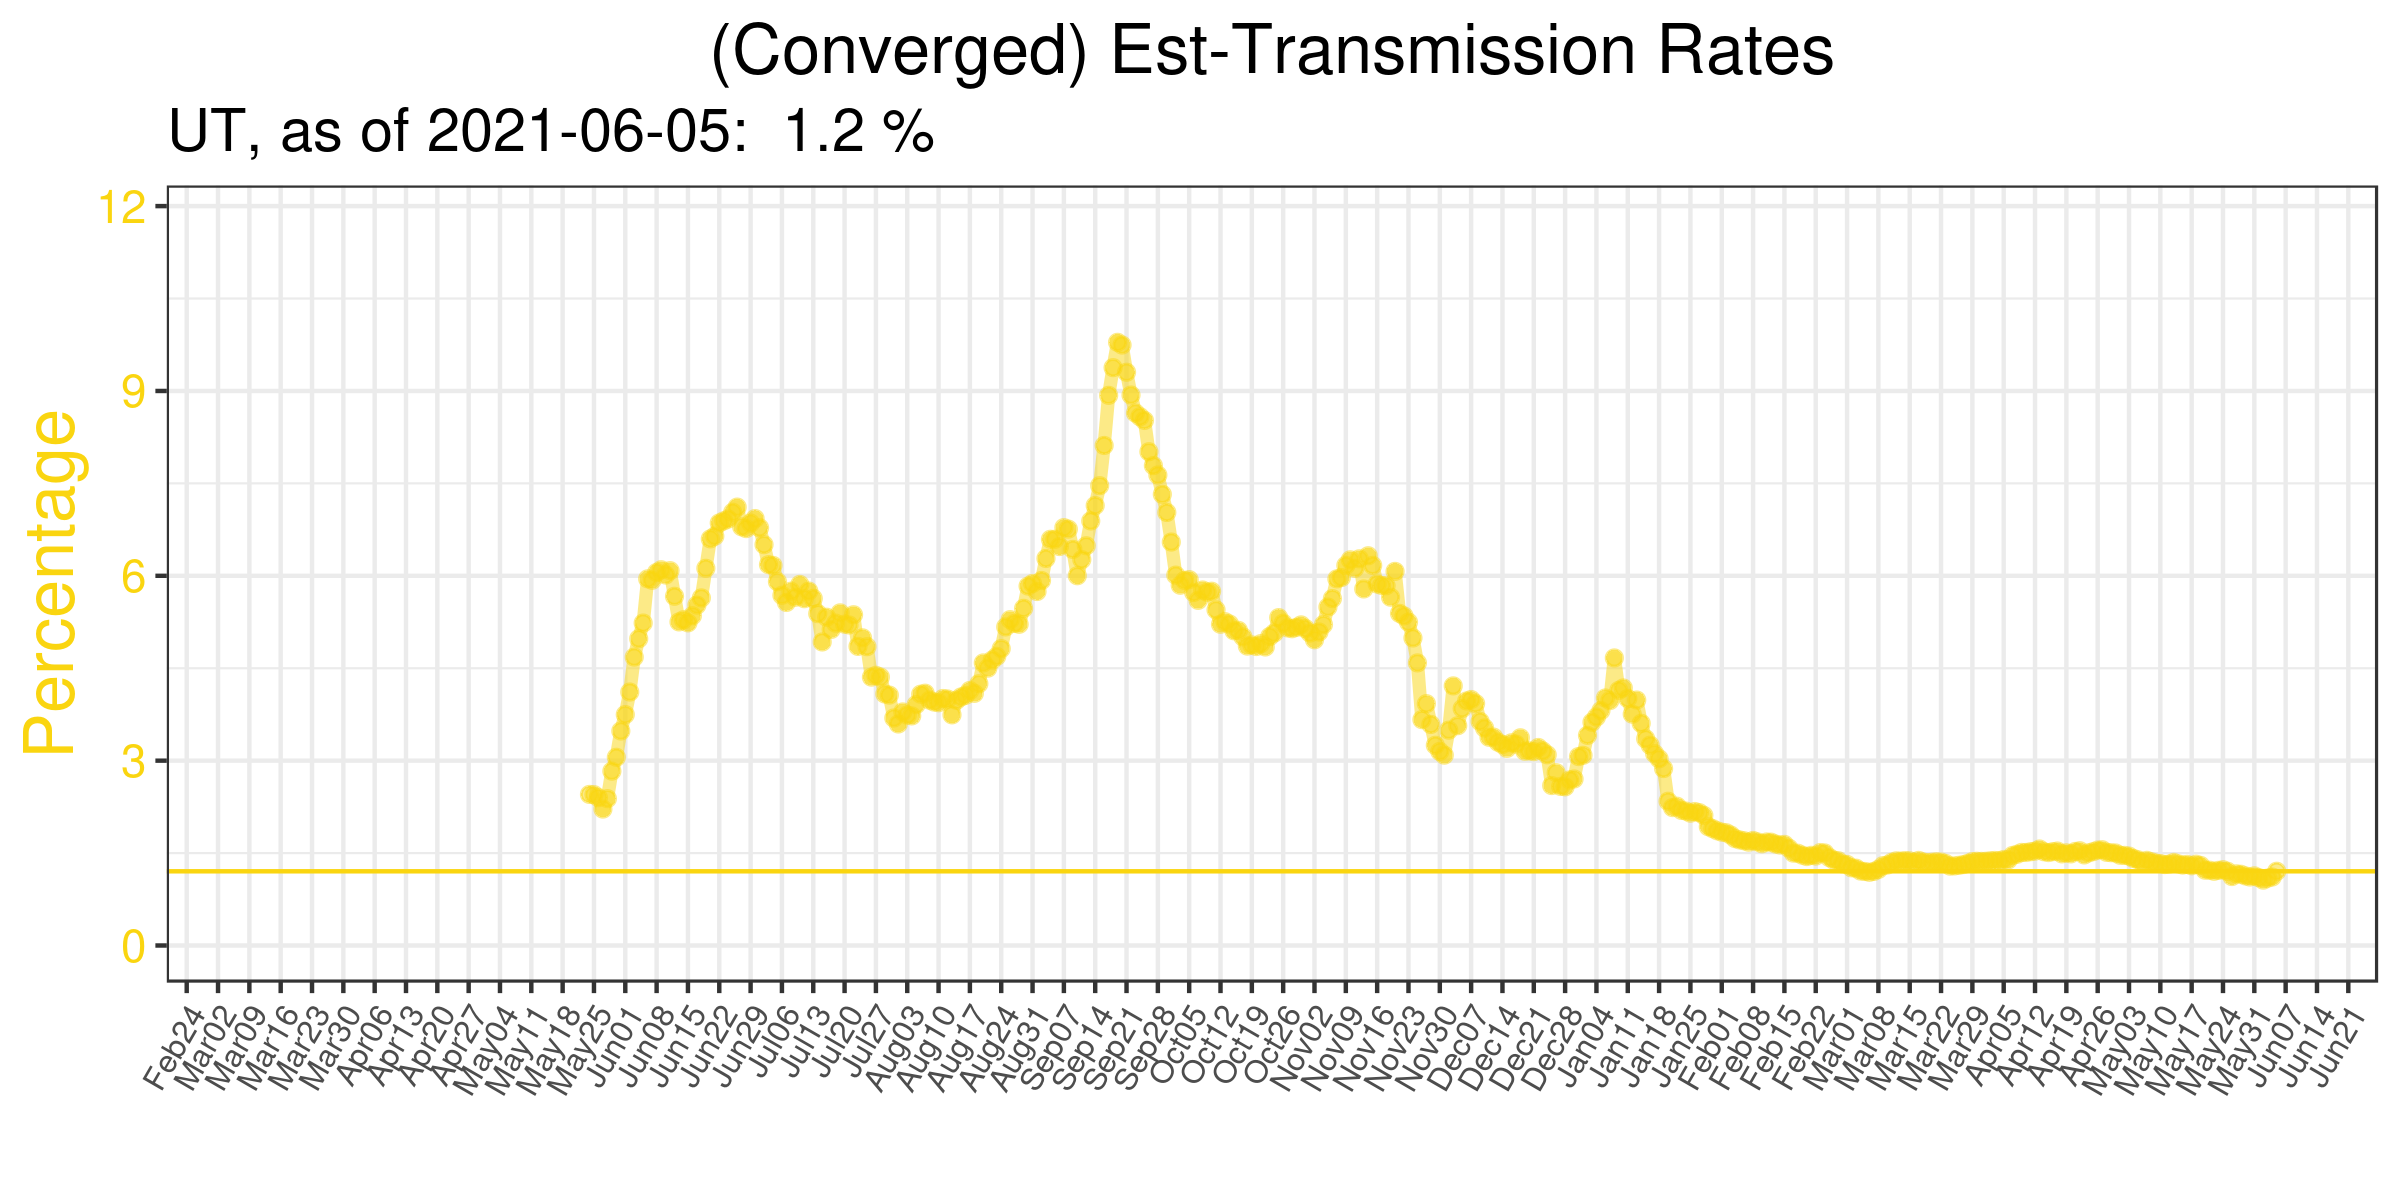 (Converged) Est-Transmission Rates
UT, as of 2021-06-05:  1.2 %
Percentage
12
9
6
3
0
Feb24
Mar02
Mar09
Mar16
Mar23
Mar30
Apr06
Apr13
Apr20
Apr27
May04
May11
May18
May25
Jun01
Jun08
Jun15
Jun22
Jun29
Jul06
Jul13
Jul20
Jul27
Aug03
Aug10
Aug17
Aug24
Aug31
Sep07
Sep14
Sep21
Sep28
Oct05
Oct12
Oct19
Oct26
Nov02
Nov09
Nov16
Nov23
Nov30
Dec07
Dec14
Dec21
Dec28
Jan04
Jan11
Jan18
Jan25
Feb01
Feb08
Feb15
Feb22
Mar01
Mar08
Mar15
Mar22
Mar29
Apr05
Apr12
Apr19
Apr26
May03
May10
May17
May24
May31
Jun07
Jun14
Jun21